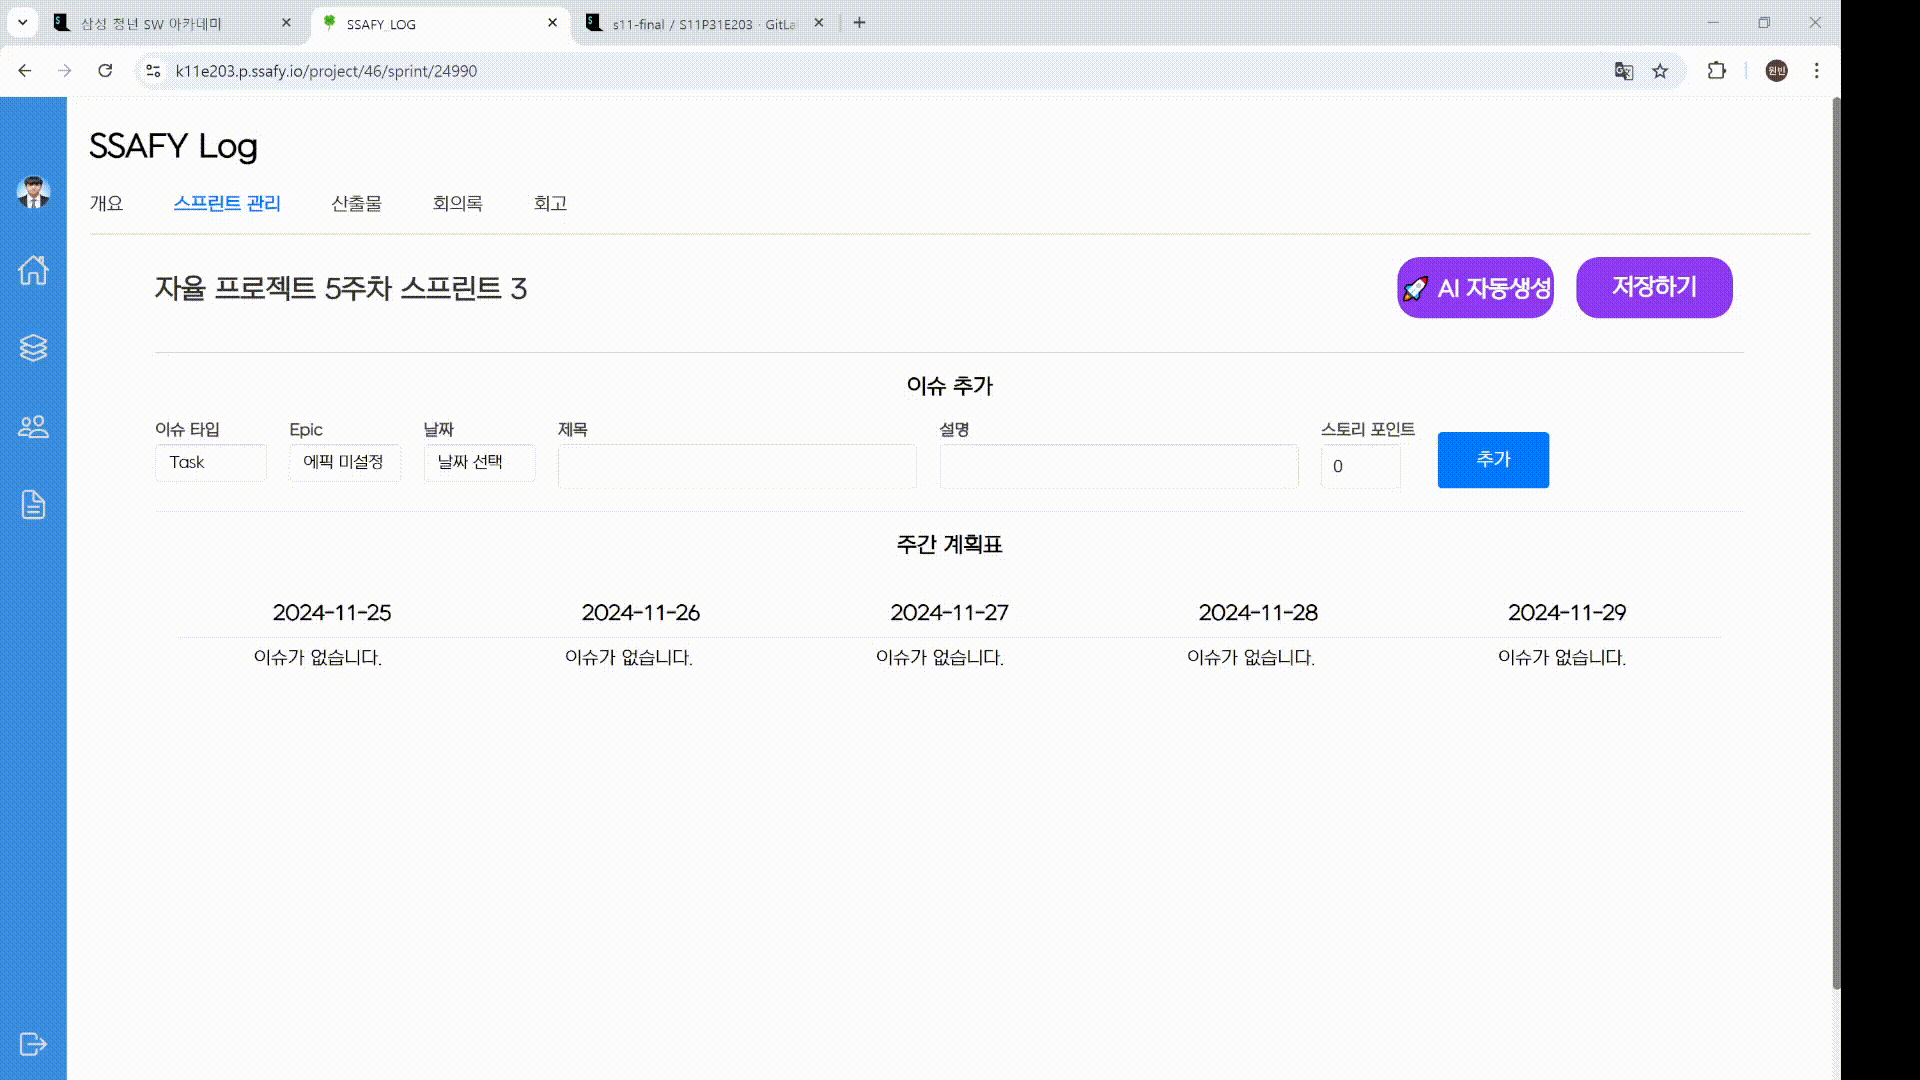 삼성 청년 SW 아카데미
SSAFY_LOG
s11-final / S11P31E203 · GitLa
k11e203.p.ssafy.io/project/46/sprint/24990
원빈
SSAFY Log
개요 스프린트 관리 산출물 회의록 회고
자율 프로젝트 5주차 스프린트 3
🚀 AI 자동생성
저장하기
이슈 추가
이슈 타입 Epic 날짜 제목 설명 스토리 포인트
Task 에픽 미설정 날짜 선택 0 추가
주간 계획표
2024-11-25 2024-11-26 2024-11-27 2024-11-28 2024-11-29
이슈가 없습니다. 이슈가 없습니다. 이슈가 없습니다. 이슈가 없습니다. 이슈가 없습니다.